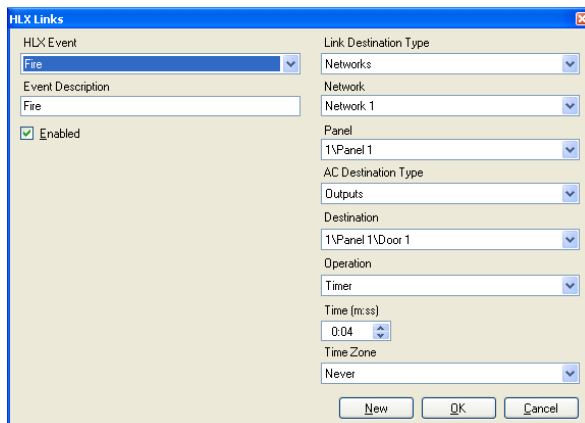 HLX Links
HLX Event
Fire
Event Description
Fire
Enabled
Link Destination Type
Networks
Network
Network 1
Panel
1\Panel 1
AC Destination Type
Outputs
Destination
1\Panel 1\Door 1
Operation
Timer
Time (m:ss)
0:04
Time Zone
Never
New OK Cancel